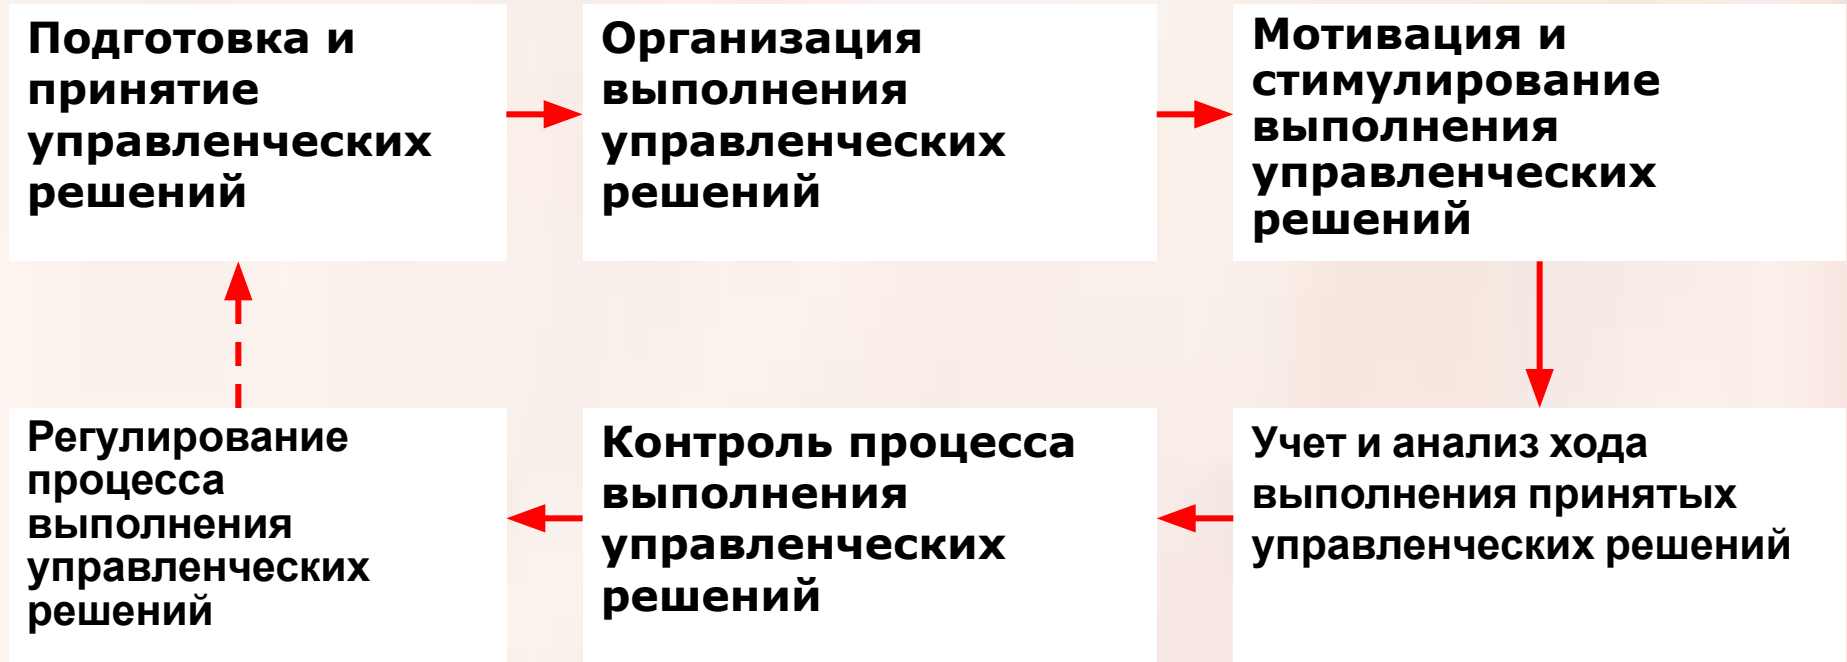 Подготовка и
принятие
управленческих
решений
Организация
выполнения
управленческих
решений
Мотивация и
стимулирование
выполнения
управленческих
решений
Регулирование
процесса
выполнения
управленческих
решений
Контроль процесса
выполнения
управленческих
решений
Учет и анализ хода
выполнения принятых
управленческих решений